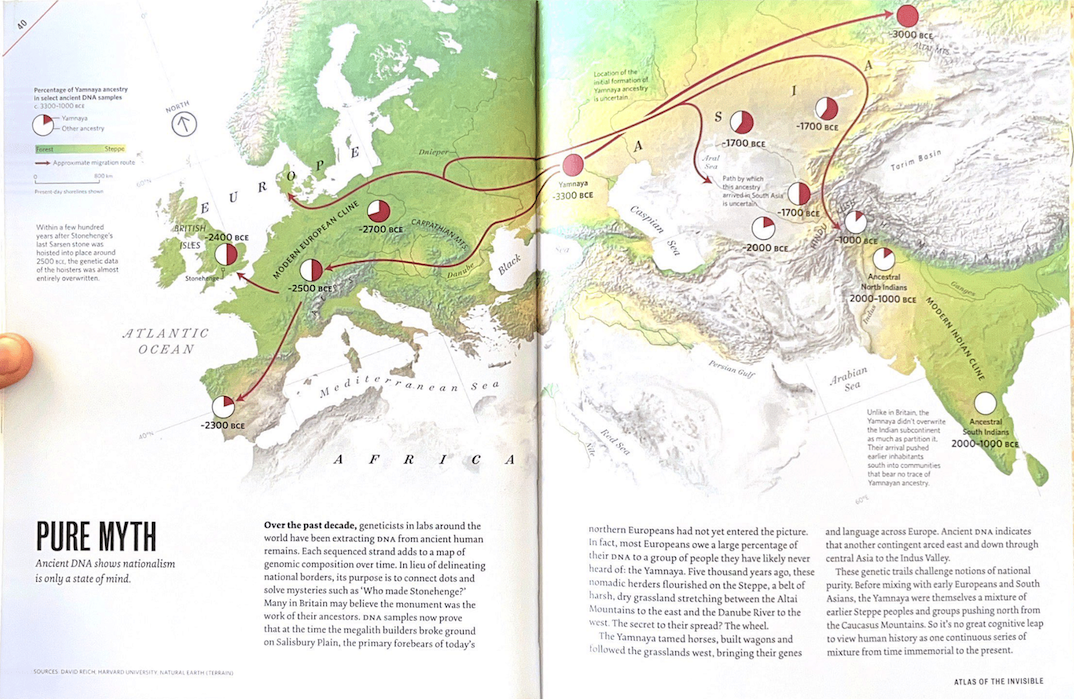 40
Percentage of Yamnaya ancestry
in select ancient DNA samples
c. 3300–1000 BCE
Yamnaya
Other ancestry
Forest
Steppe
Approximate migration route
0
800 km
Present day shorelines shown
NORTH
60°
Within a few hundred
years after Stonehenge's
last Sarsen stone was
hoisted into place around
2500 BCE, the genetic data
of the hoisters was almost
entirely overwritten.
EUROPE
BRITISH
ISLES
~2400 BCE
Stonehenge
MODERN EUROPEAN CLINE
~2700 BCE
CARPATHIAN MTS.
Dnieper
Danube
Black
~2500 BCE
ATLANTIC
OCEAN
Mediterranean Sea
~2300 BCE
40°N
AFRICA
Location of the
initial formation of
Yamnaya ancestry
is uncertain.
~3000 BCE
ALTAI MTS.
ASIA
~1700 BCE
~1700 BCE
Yamnaya
~3300 BCE
Aral
Sea
Path by which
this ancestry
arrived in South Asia
is uncertain.
Tarim Basin
Caspian Sea
~1700 BCE
~2000 BCE
HINDU KUSH
~1000 BCE
Ancestral
North Indians
2000–1000 BCE
Indus
Ganges
MODERN INDIAN CLINE
Persian Gulf
Arabian
Sea
Red Sea
Nile
Unlike in Britain, the
Yamnaya didn't overwrite
the Indian subcontinent
as much as partition it.
Their arrival pushed
earlier inhabitants
south into communities
that bear no trace of
Yamnayan ancestry.
Ancestral
South Indians
2000–1000 BCE
PURE MYTH
Ancient DNA shows nationalism
is only a state of mind.
Over the past decade, geneticists in labs around the
world have been extracting DNA from ancient human
remains. Each sequenced strand adds to a map of
genomic composition over time. In lieu of delineating
national borders, its purpose is to connect dots and
solve mysteries such as 'Who made Stonehenge?'
Many in Britain may believe the monument was the
work of their ancestors. DNA samples now prove
that at the time the megalith builders broke ground
on Salisbury Plain, the primary forebears of today's
northern Europeans had not yet entered the picture.
In fact, most Europeans owe a large percentage of
their DNA to a group of people they have likely never
heard of: the Yamnaya. Five thousand years ago, these
nomadic herders flourished on the Steppe, a belt of
harsh, dry grassland stretching between the Altai
Mountains to the east and the Danube River to the
west. The secret to their spread? The wheel.
The Yamnaya tamed horses, built wagons and
followed the grasslands west, bringing their genes
and language across Europe. Ancient DNA indicates
that another contingent arced east and down through
central Asia to the Indus Valley.
These genetic trails challenge notions of national
purity. Before mixing with early Europeans and South
Asians, the Yamnaya were themselves a mixture of
earlier Steppe peoples and groups pushing north from
the Caucasus Mountains. So it's no great cognitive leap
to view human history as one continuous series of
mixture from time immemorial to the present.
SOURCES: DAVID REICH, HARVARD UNIVERSITY; NATURAL EARTH (TERRAIN)
ATLAS OF THE INVISIBLE